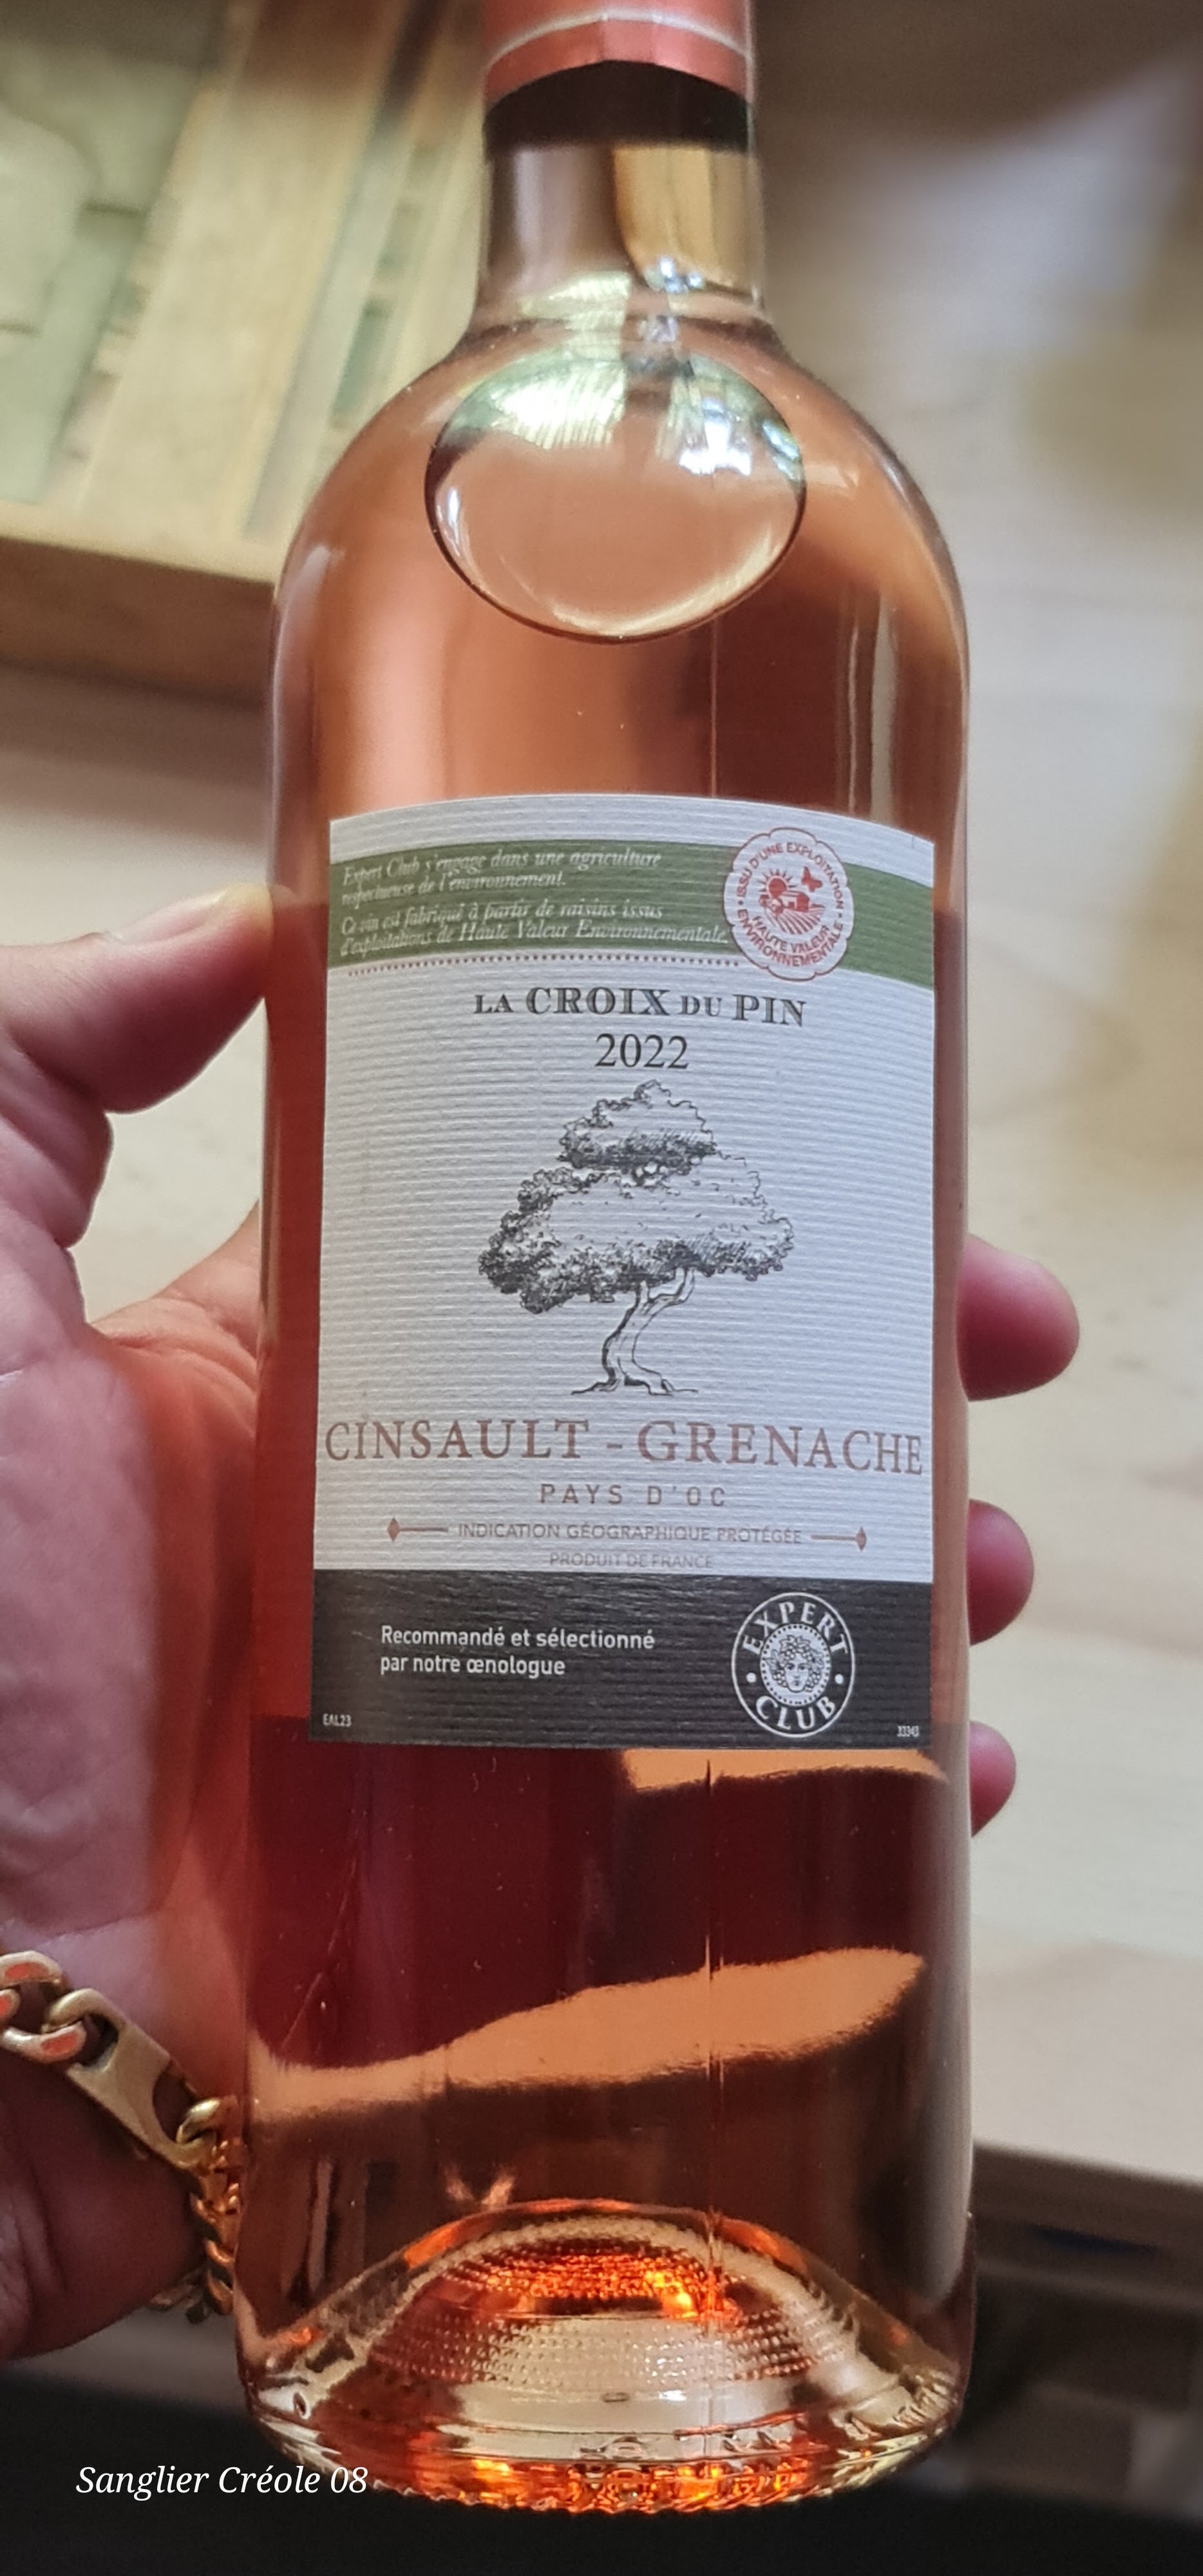 Expert Club s'engage dans une agriculture
respectueuse de l'environnement.
Ce vin est fabriqué à partir de raisins issus
d'exploitations de Haute Valeur Environnementale.
• ISSU D'UNE EXPLOITATION •
HAUTE VALEUR
ENVIRONNEMENTALE
LA CROIX DU PIN
2022
CINSAULT - GRENACHE
PAYS D'OC
INDICATION GÉOGRAPHIQUE PROTÉGÉE
PRODUIT DE FRANCE
Recommandé et sélectionné
par notre œnologue
EXPERT
• CLUB •
EAL23
33343
Sanglier Créole 08